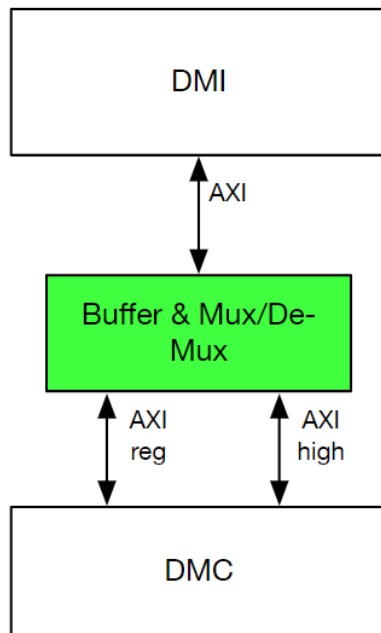 DMI
AXI
Buffer & Mux/De-
Mux
AXI
reg
AXI
high
DMC